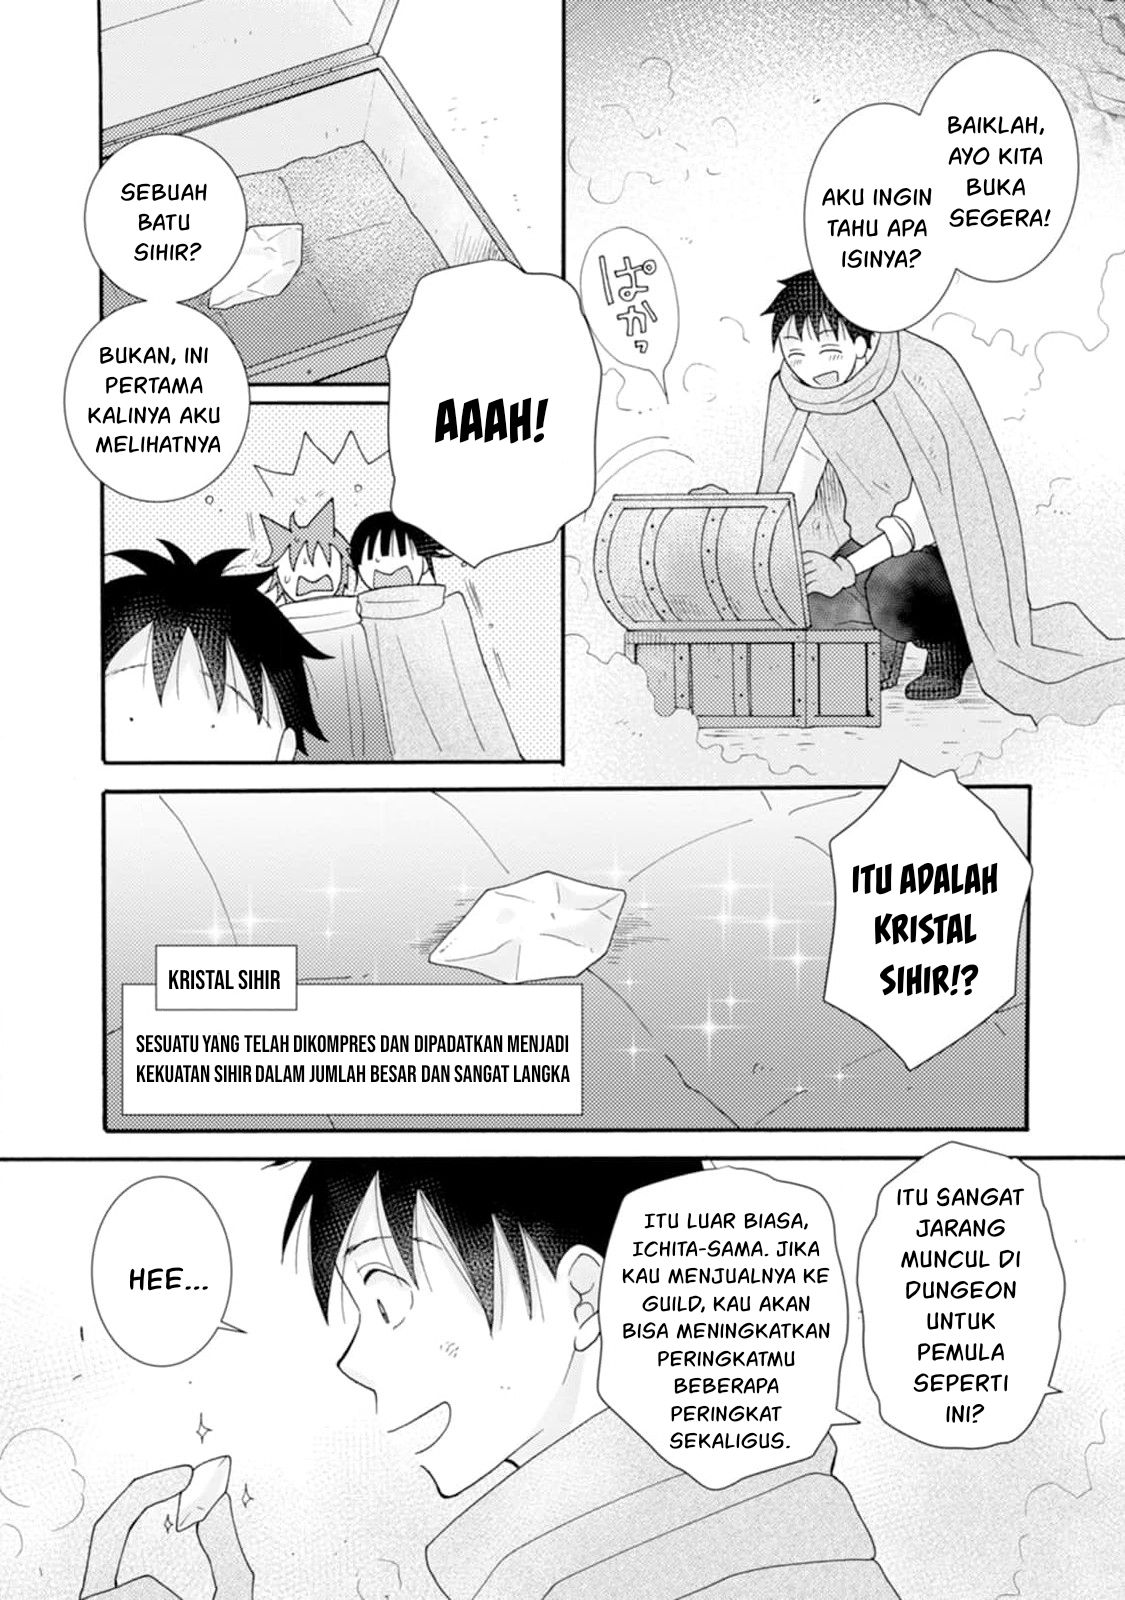 BAIKLAH,
AYO KITA
BUKA
SEGERA!
AKU INGIN
TAHU APA
ISINYA?
ぱかっ
SEBUAH
BATU
SIHIR?
BUKAN, INI
PERTAMA
KALINYA AKU
MELIHATNYA
AAAH!
ITU ADALAH
KRISTAL
SIHIR!?
KRISTAL SIHIR
SESUATU YANG TELAH DIKOMPRES DAN DIPADATKAN MENJADI
KEKUATAN SIHIR DALAM JUMLAH BESAR DAN SANGAT LANGKA
ITU SANGAT
JARANG
MUNCUL DI
DUNGEON
UNTUK
PEMULA
SEPERTI
INI?
ITU LUAR BIASA,
ICHITA-SAMA. JIKA
KAU MENJUALNYA KE
GUILD, KAU AKAN
BISA MENINGKATKAN
PERINGKATMU
BEBERAPA
PERINGKAT
SEKALIGUS.
HEE...